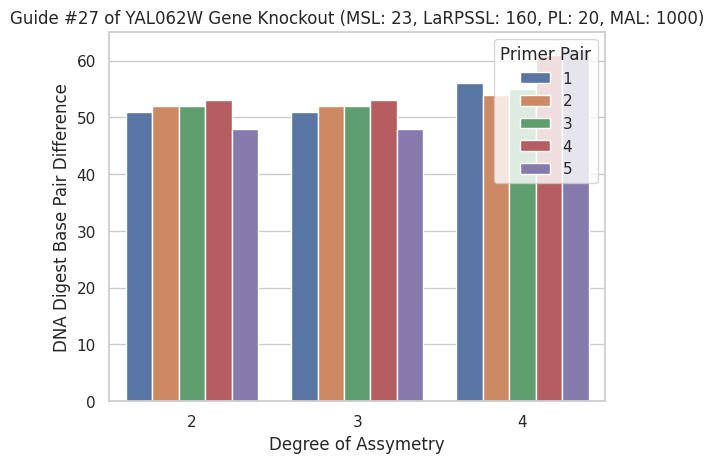 Guide #27 of YAL062W Gene Knockout (MSL: 23, LaRPSSL: 160, PL: 20, MAL: 1000)
DNA Digest Base Pair Difference
60
50
40
30
20
10
0
Primer Pair
1
2
3
4
5
2 3 4
Degree of Assymetry